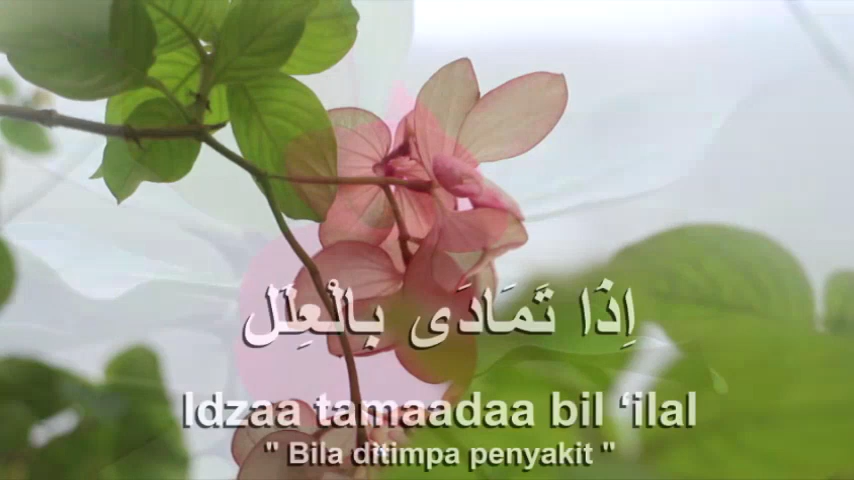 اِذَا تَمَادَى بِالْعِلَلِ
Idzaa tamaadaa bil ‘ilal
" Bila ditimpa penyakit "